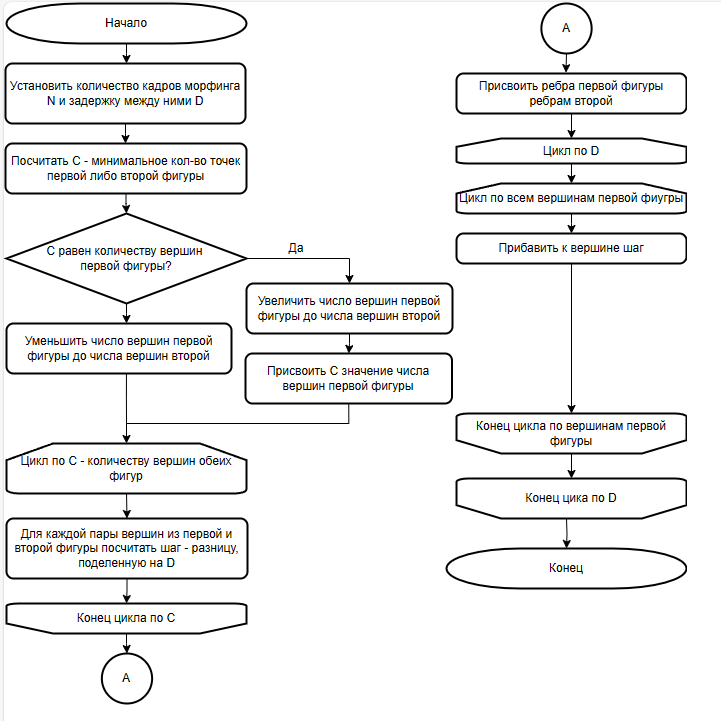 Начало
Установить количество кадров морфинга
N и задержку между ними D
Посчитать С - минимальное кол-во точек
первой либо второй фигуры
С равен количеству вершин
первой фигуры?
Да
Увеличить число вершин первой
фигуры до числа вершин второй
Уменьшить число вершин первой
фигуры до числа вершин второй
Присвоить С значение числа
вершин первой фигуры
Цикл по С - количеству вершин обеих
фигур
Для каждой пары вершин из первой и
второй фигуры посчитать шаг - разницу,
поделенную на D
Конец цикла по С
А
А
Присвоить ребра первой фигуры
ребрам второй
Цикл по D
Цикл по всем вершинам первой фиугры
Прибавить к вершине шаг
Конец цикла по вершинам первой
фигуры
Конец цика по D
Конец